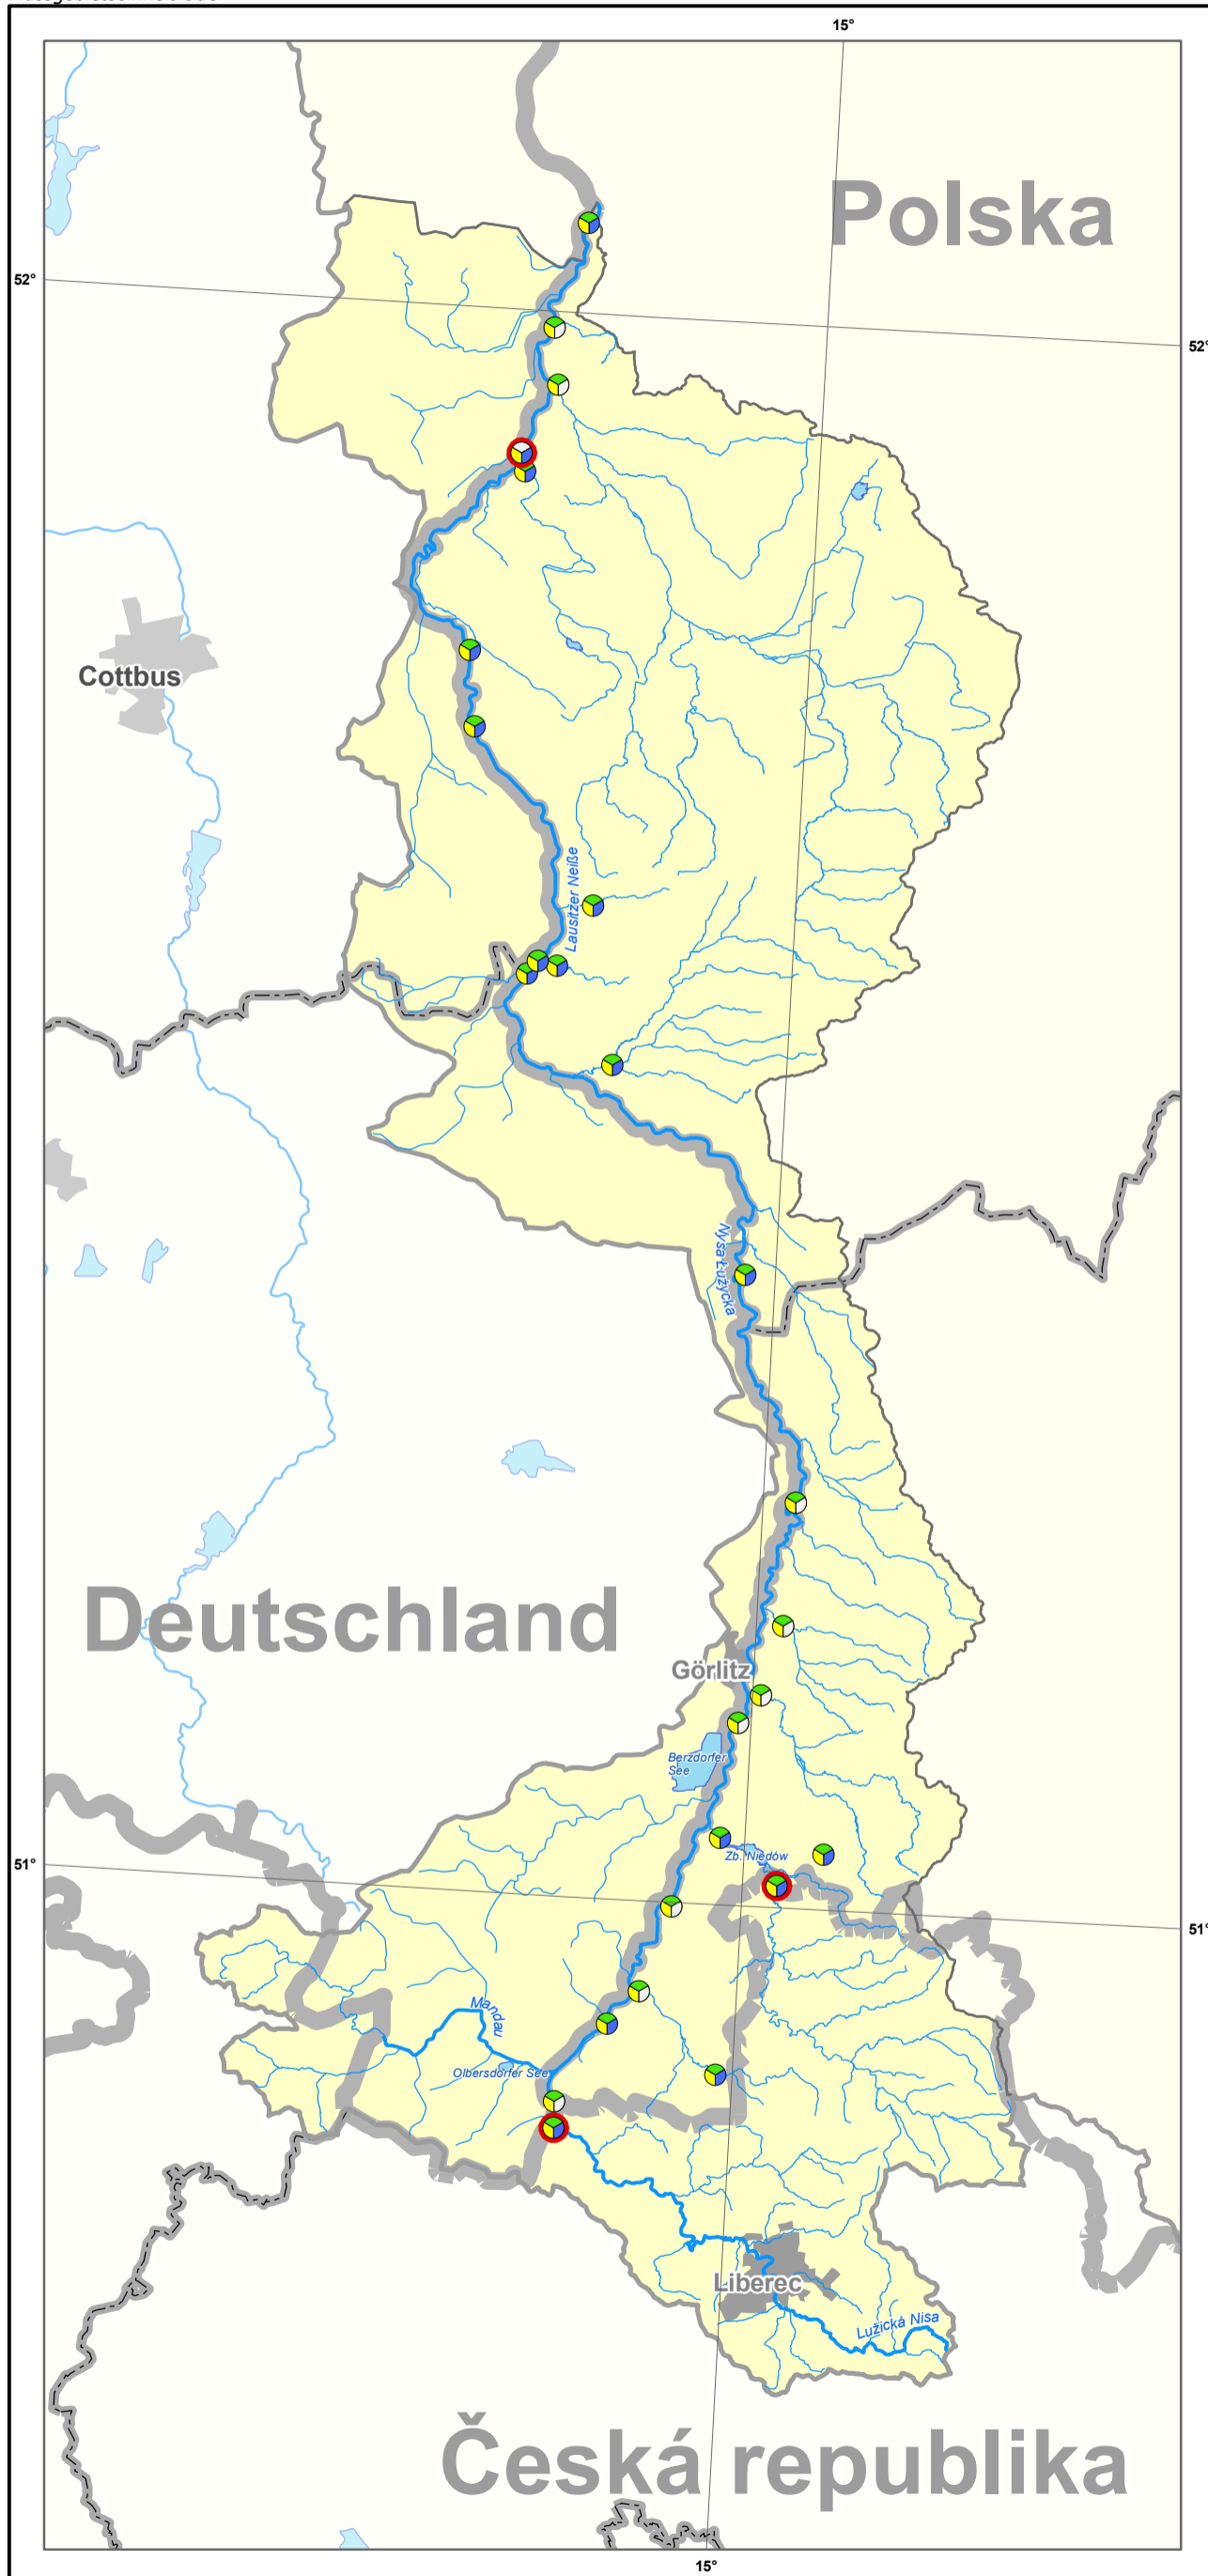 15°
Polska
52°
52°
Cottbus
Lausitzer Neiße
Nysa Łużycka
Deutschland
Görlitz
Berzdorfer
See
Zb. Niedów
51°
51°
Mandau
Olbersdorfer See
Liberec
Lužická Nisa
Česká republika
15°